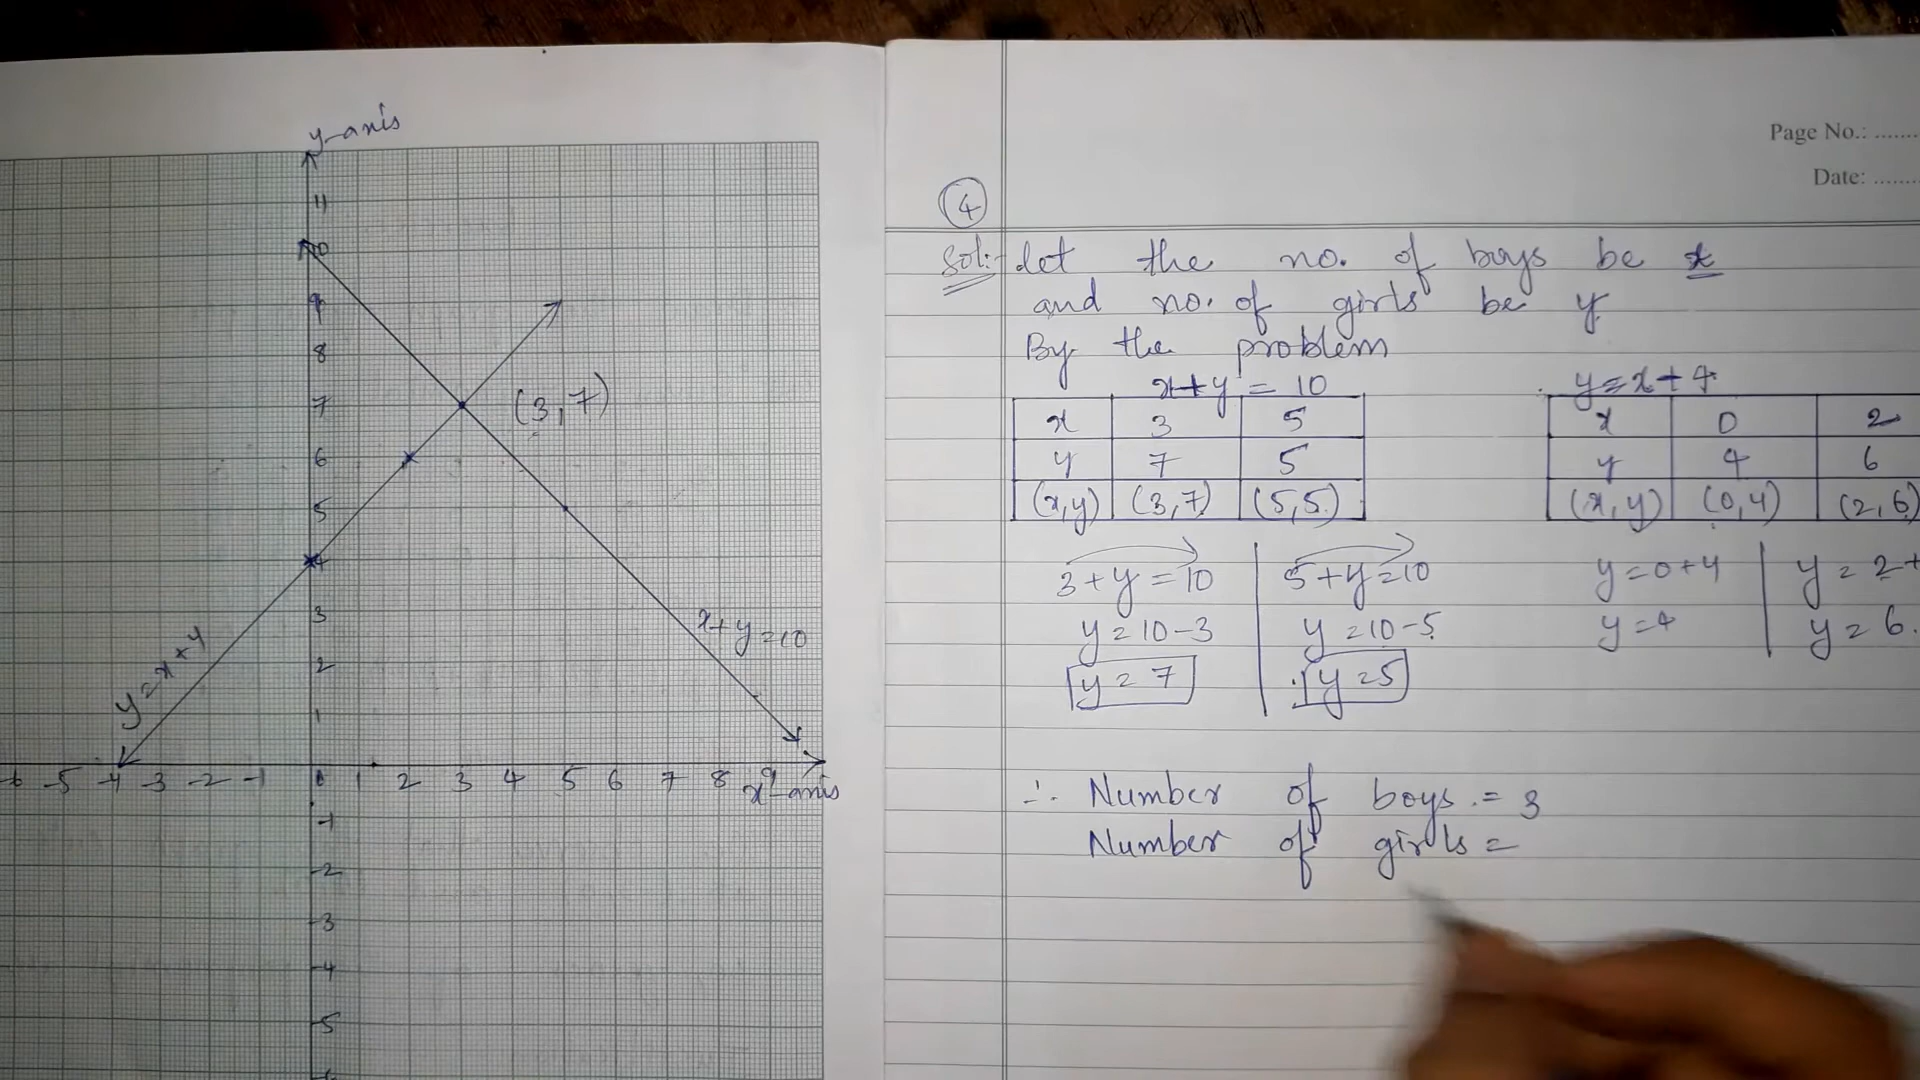 y-axis
11
10
9
8
(3,7)
7
6
5
4
3
x+y=10
y=x+4
2
1
-5 -4 -3 -2 -1 0 1 2 3 4 5 6 7 8 9
x-axis
-1
-2
-3
-4
-5
Page No.: .......
Date: .......
4
Sol:- let the no. of boys be x
and no. of girls be y
By the problem
x+y = 10
x 3 5
y 7 5
(x,y) (3,7) (5,5)
3+y=10 5+y=10
y=10-3 y=10-5
y=7 y=5
y=x+4
x 0 2
y 4 6
(x,y) (0,4) (2,6)
y=0+4 y=2+
y=4 y=6.
∴ Number of boys = 3
Number of girls =